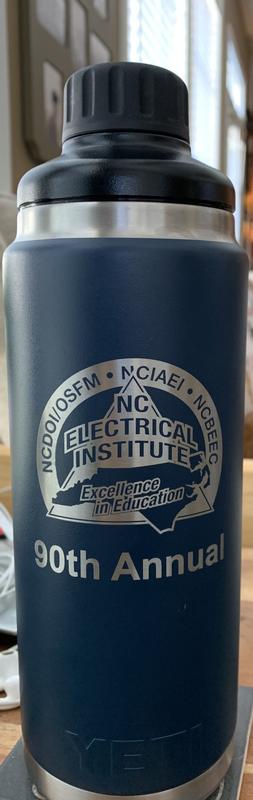 NCDOI/OSFM • NCIAEI • NCBEEC
NC
ELECTRICAL
INSTITUTE
Excellence
in Education
90th Annual
YETI